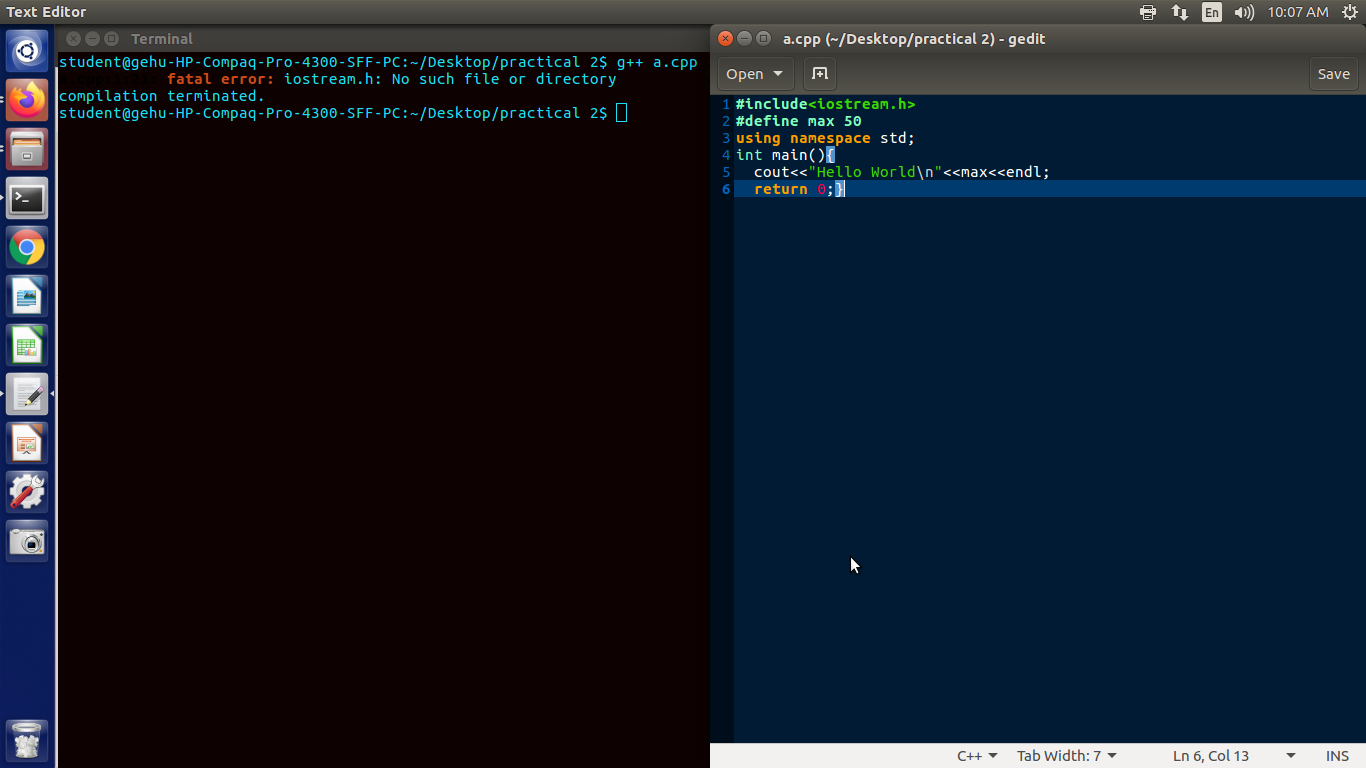 Text Editor
En
10:07 AM
Terminal
student@gehu-HP-Compaq-Pro-4300-SFF-PC:~/Desktop/practical 2$ g++ a.cpp
fatal error: iostream.h: No such file or directory
compilation terminated.
student@gehu-HP-Compaq-Pro-4300-SFF-PC:~/Desktop/practical 2$
a.cpp (~/Desktop/practical 2) - gedit
Open
Save
1 #include<iostream.h>
2 #define max 50
3 using namespace std;
4 int main(){
5   cout<<"Hello World\n"<<max<<endl;
6   return 0;}
C++
Tab Width: 7
Ln 6, Col 13
INS